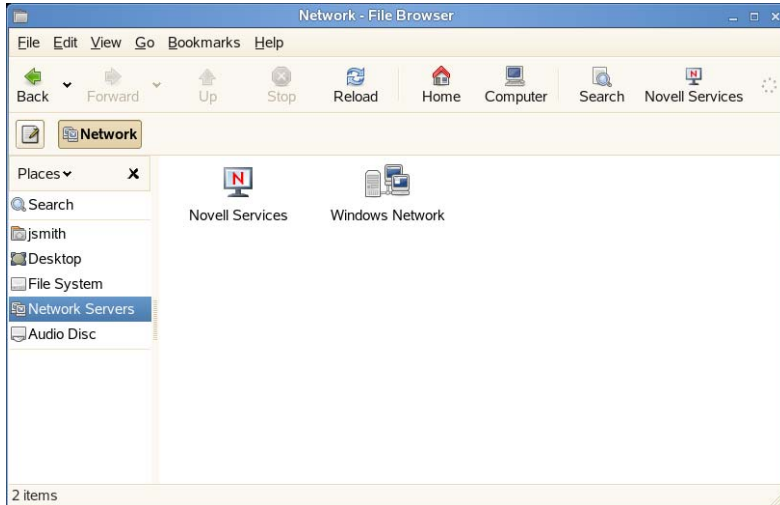 Network - File Browser
File Edit View Go Bookmarks Help
Back Forward Up Stop Reload Home Computer Search Novell Services
Network
Places
Search
jsmith
Desktop
File System
Network Servers
Audio Disc
N
Novell Services
Windows Network
2 items